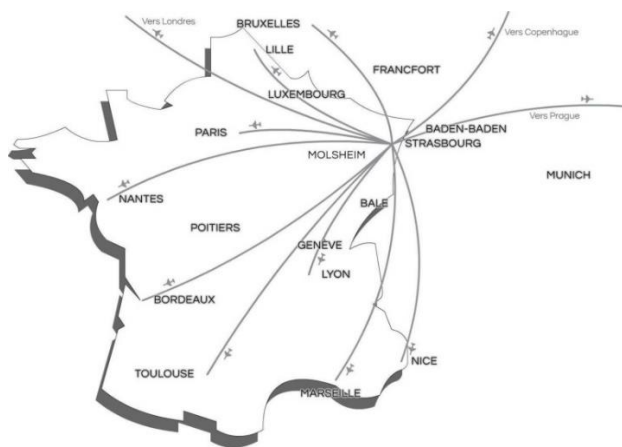 Vers Londres
BRUXELLES
Vers Copenhague
LILLE
FRANCFORT
LUXEMBOURG
Vers Prague
PARIS
BADEN-BADEN
STRASBOURG
MOLSHEIM
MUNICH
NANTES
BALE
POITIERS
GENEVE
LYON
BORDEAUX
NICE
TOULOUSE
MARSEILLE